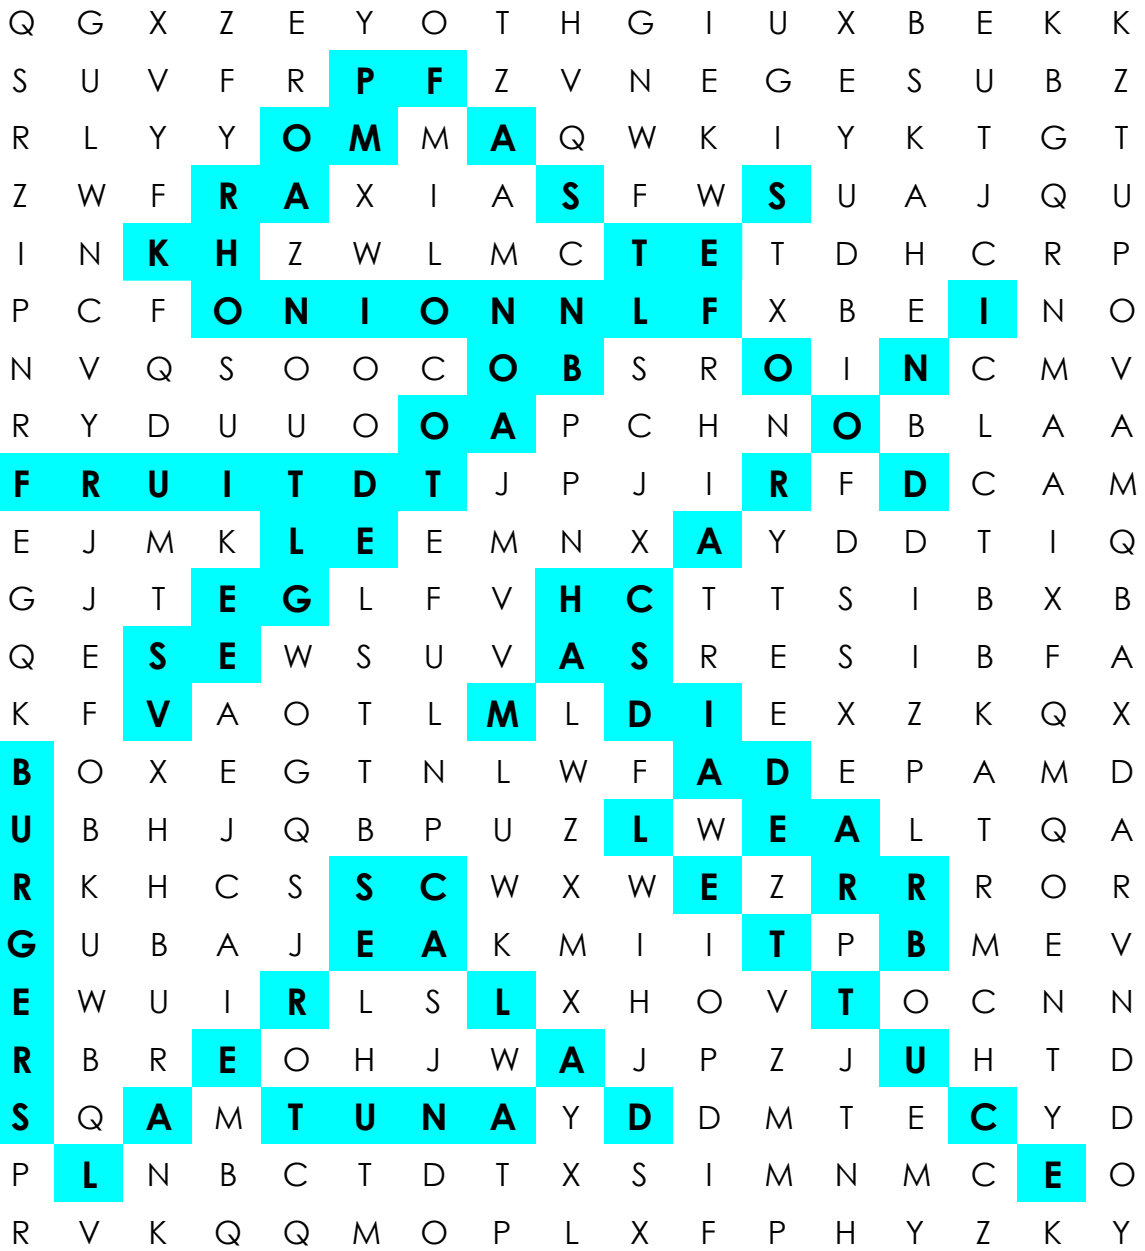 Q G X Z E Y O T H G I U X B E K K
S U V F R P F Z V N E G E S U B Z
R L Y Y O M M A Q W K I Y K T G T
Z W F R A X I A S F W S U A J Q U
I N K H Z W L M C T E T D H C R P
P C F O N I O N N L F X B E I N O
N V Q S O O C O B S R O I N C M V
R Y D U U O O A P C H N O B L A A
F R U I T D T J P J I R F D C A M
E J M K L E E M N X A Y D D T I Q
G J T E G L F V H C T T S I B X B
Q E S E W S U V A S R E S I B F A
K F V A O T L M L D I E X Z K Q X
B O X E G T N L W F A D E P A M D
U B H J Q B P U Z L W E A L T Q A
R K H C S S C W X W E Z R R R O R
G U B A J E A K M I I T P B M E V
E W U I R L S L X H O V T O C N N
R B R E O H J W A J P Z J U H T D
S Q A M T U N A Y D D M T E C Y D
P L N B C T D T X S I M N M C E O
R V K Q Q M O P L X F P H Y Z K Y